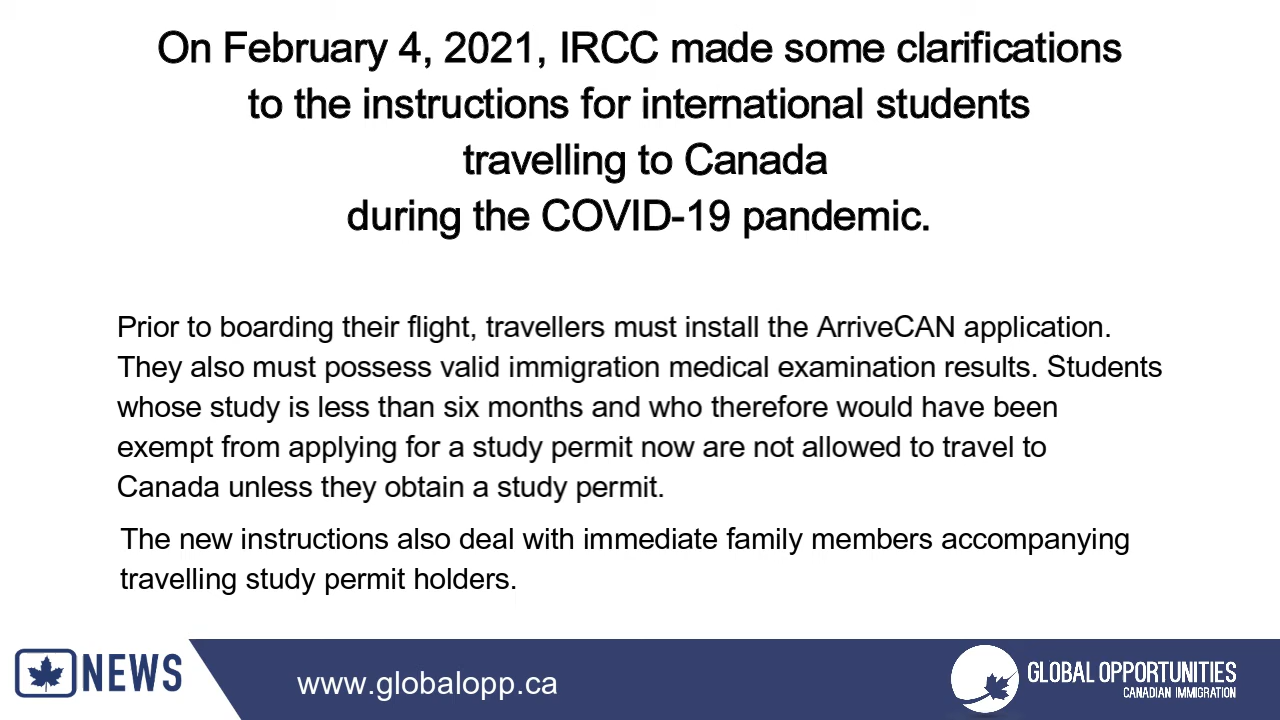 On February 4, 2021, IRCC made some clarifications
to the instructions for international students
travelling to Canada
during the COVID-19 pandemic.
Prior to boarding their flight, travellers must install the ArriveCAN application.
They also must possess valid immigration medical examination results. Students
whose study is less than six months and who therefore would have been
exempt from applying for a study permit now are not allowed to travel to
Canada unless they obtain a study permit.
The new instructions also deal with immediate family members accompanying
travelling study permit holders.
NEWS
www.globalopp.ca
GLOBAL OPPORTUNITIES
CANADIAN IMMIGRATION